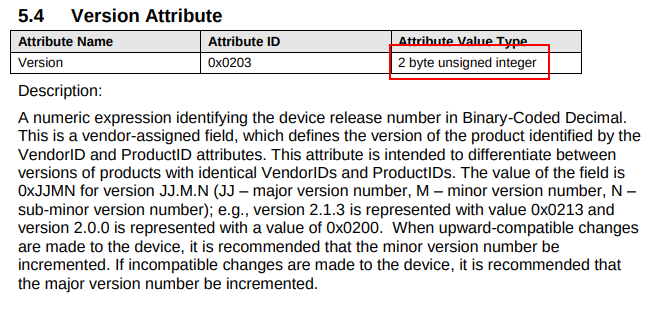 5.4 Version Attribute
Attribute Name Attribute ID Attribute Value Type
Version 0x0203 2 byte unsigned integer
Description:
A numeric expression identifying the device release number in Binary-Coded Decimal.
This is a vendor-assigned field, which defines the version of the product identified by the
VendorID and ProductID attributes. This attribute is intended to differentiate between
versions of products with identical VendorIDs and ProductIDs. The value of the field is
0xJJMN for version JJ.M.N (JJ – major version number, M – minor version number, N –
sub-minor version number); e.g., version 2.1.3 is represented with value 0x0213 and
version 2.0.0 is represented with a value of 0x0200. When upward-compatible changes
are made to the device, it is recommended that the minor version number be
incremented. If incompatible changes are made to the device, it is recommended that
the major version number be incremented.